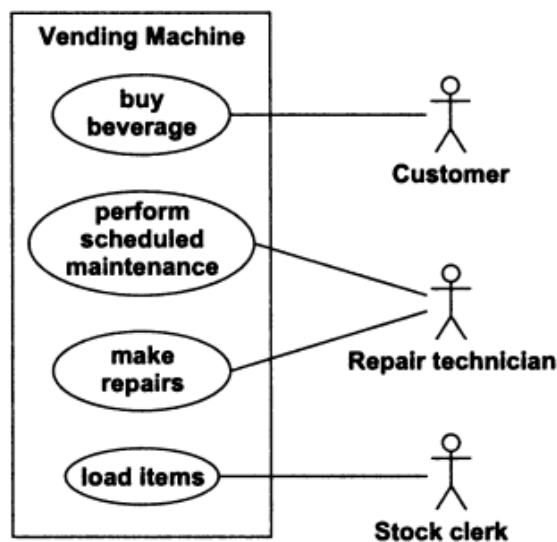 Vending Machine
buy
beverage
Customer
perform
scheduled
maintenance
Repair technician
make
repairs
load items
Stock clerk